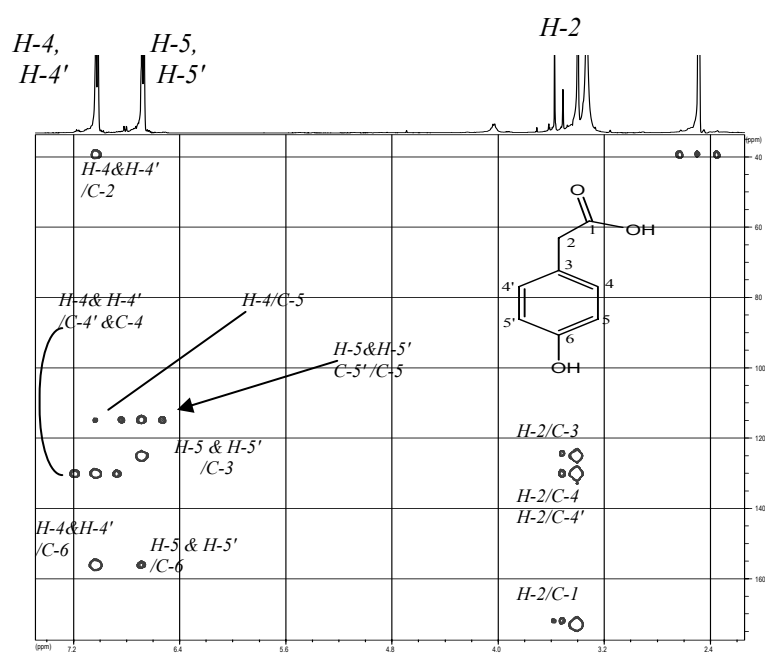 H-4,
H-4'
H-5,
H-5'
H-2
(ppm)
40
60
80
100
120
140
160
H-4&H-4'
/C-2
O
1
OH
2
3
4'
4
5'
5
6
OH
H-4& H-4'
/C-4' &C-4
H-4/C-5
H-5&H-5'
C-5' /C-5
H-5 & H-5'
/C-3
H-2/C-3
H-2/C-4
H-2/C-4'
H-4&H-4'
/C-6
H-5 & H-5'
/C-6
H-2/C-1
(ppm)
7.2
6.4
5.6
4.8
4.0
3.2
2.4